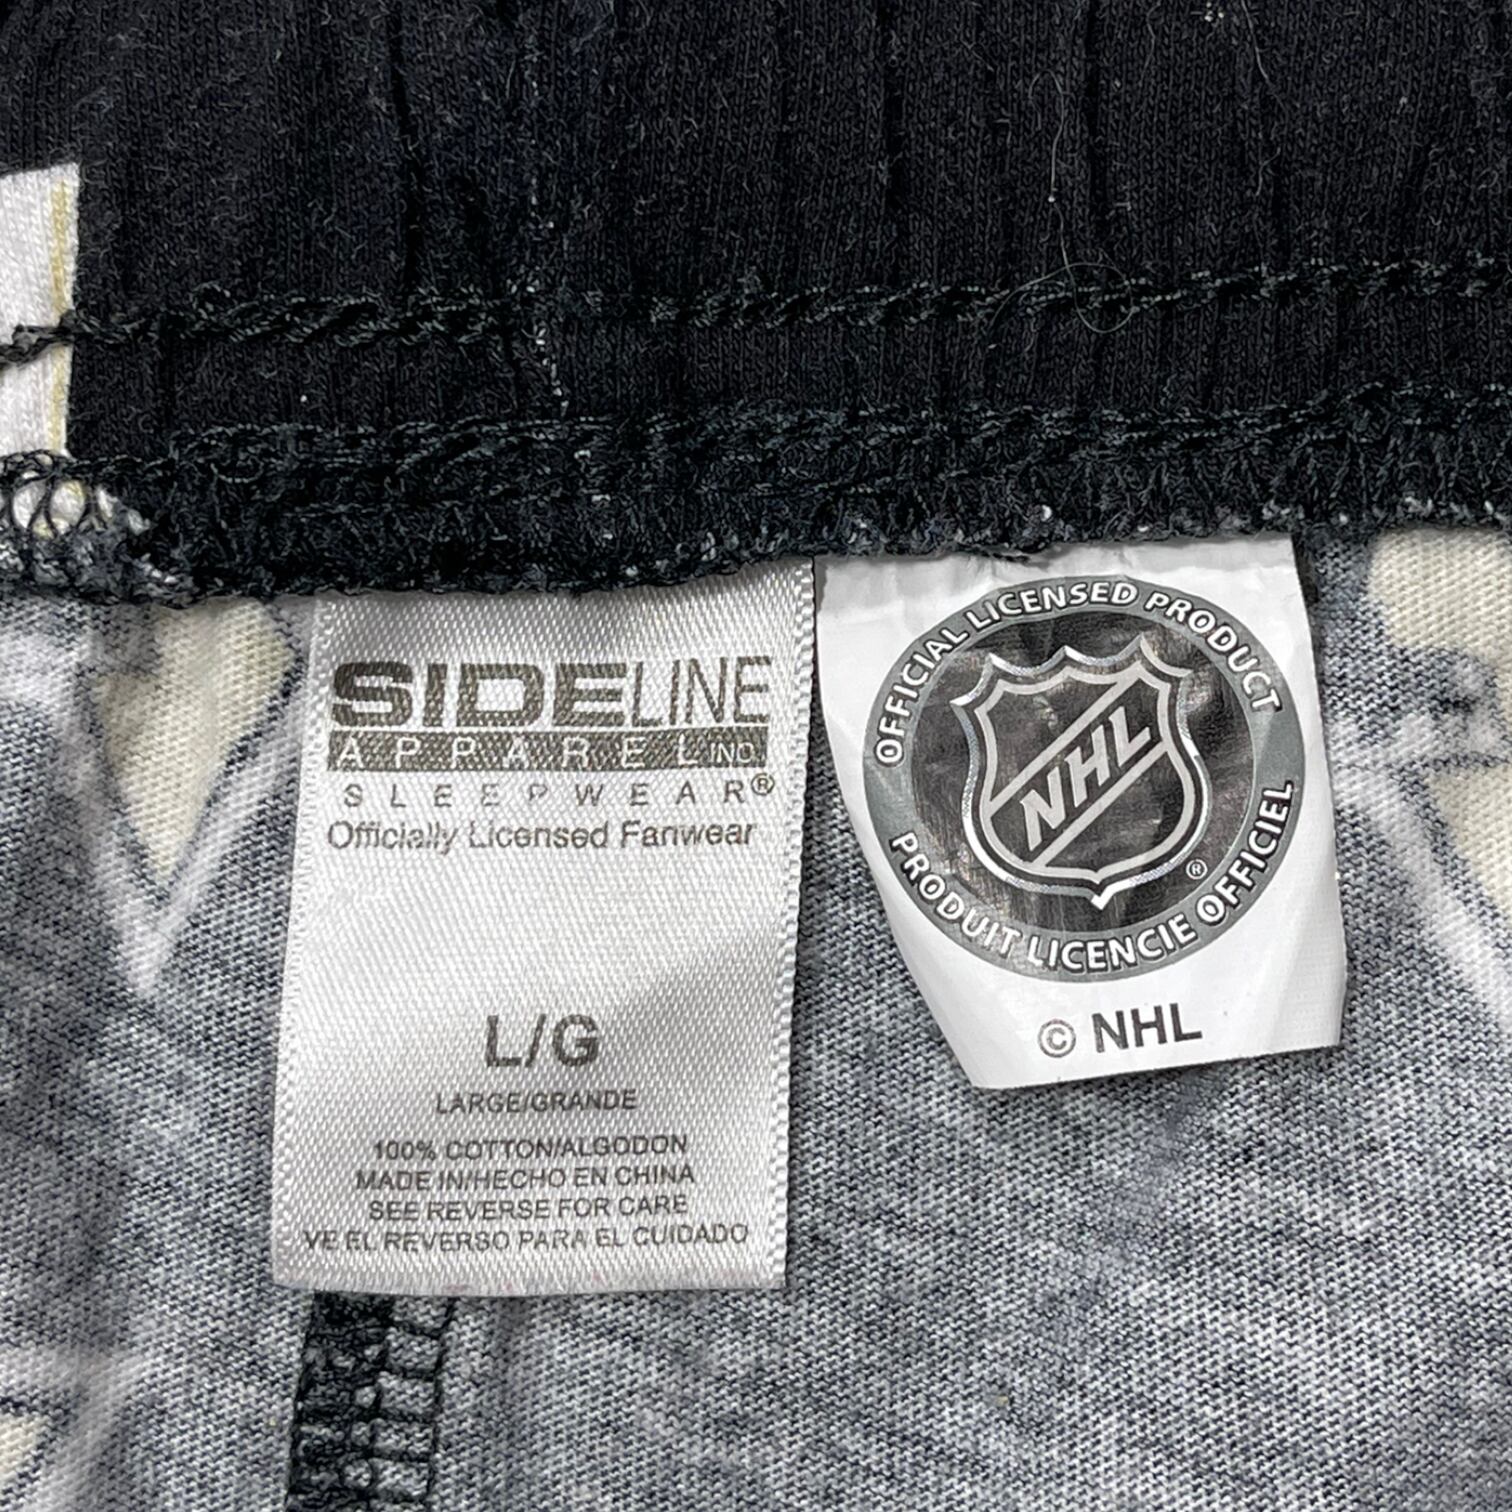 SIDELINE
APPAREL INC.
SLEEPWEAR®
Officially Licensed Fanwear
L/G
LARGE/GRANDE
100% COTTON/ALGODON
MADE IN/HECHO EN CHINA
SEE REVERSE FOR CARE
VE EL REVERSO PARA EL CUIDADO
OFFICIAL LICENSED PRODUCT
NHL
®
PRODUIT LICENCIE OFFICIEL
© NHL